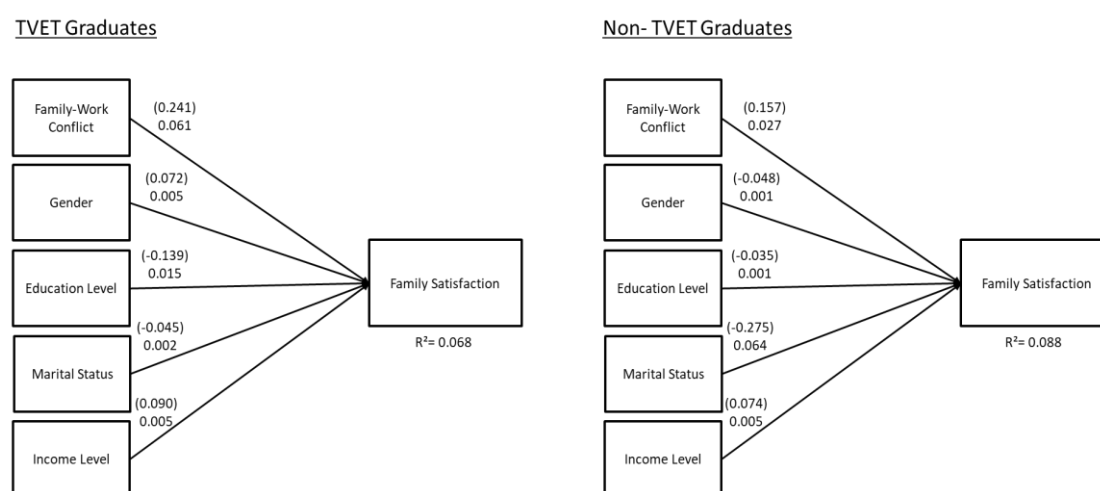 TVET Graduates
Family-Work
Conflict
(0.241)
0.061
Gender
(0.072)
0.005
Education Level
(-0.139)
0.015
Marital Status
(-0.045)
0.002
Income Level
(0.090)
0.005
Family Satisfaction
R²= 0.068
Non- TVET Graduates
Family-Work
Conflict
(0.157)
0.027
Gender
(-0.048)
0.001
Education Level
(-0.035)
0.001
Marital Status
(-0.275)
0.064
Income Level
(0.074)
0.005
Family Satisfaction
R²= 0.088